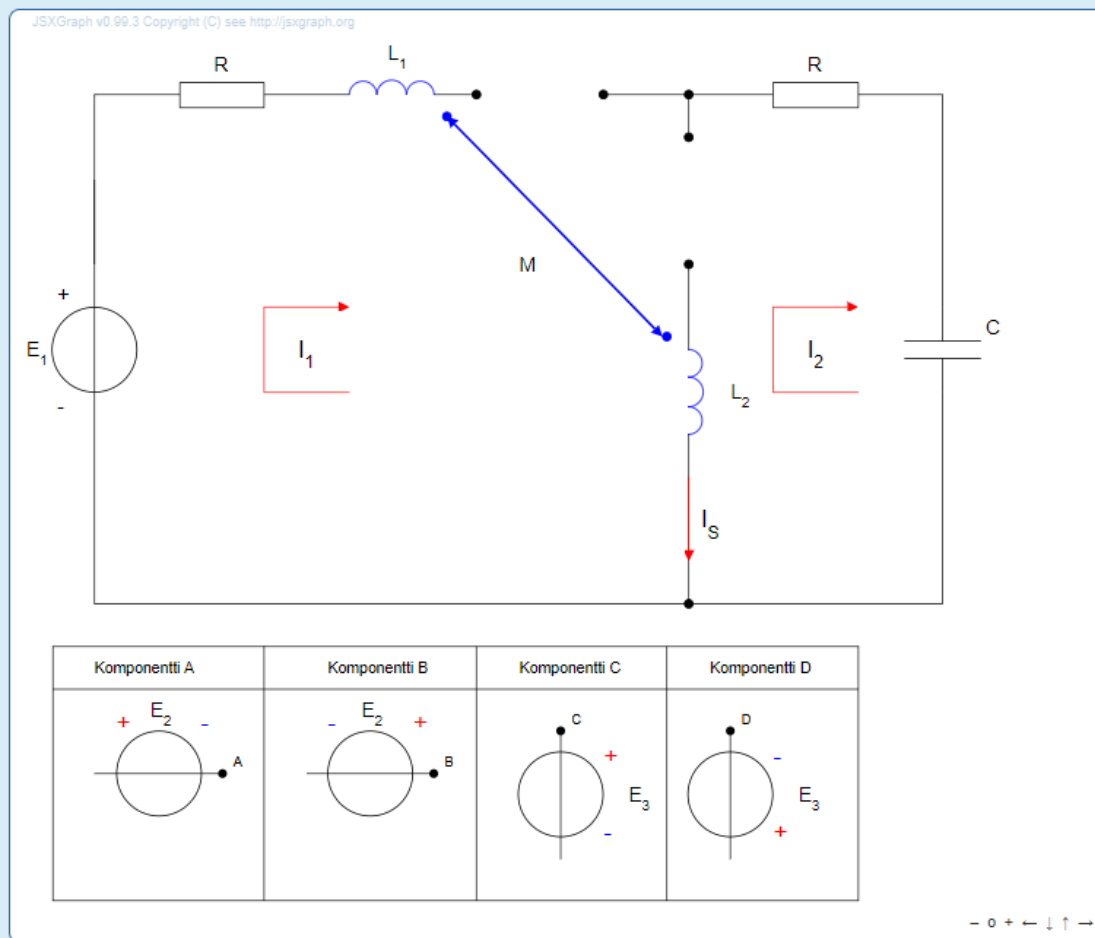 JSXGraph v0.99.3 Copyright (C) see http://jsxgraph.org
R
L1
R
M
+
E1
-
I1
I2
C
L2
IS
Komponentti A Komponentti B Komponentti C Komponentti D
+ E2 - A
- E2 + B
C + E3 -
D - E3 +
- o + ← ↓ ↑ →